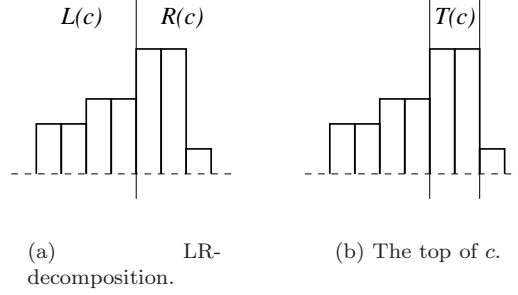 L(c) R(c)
T(c)
(a) LR-
decomposition.
(b) The top of c.